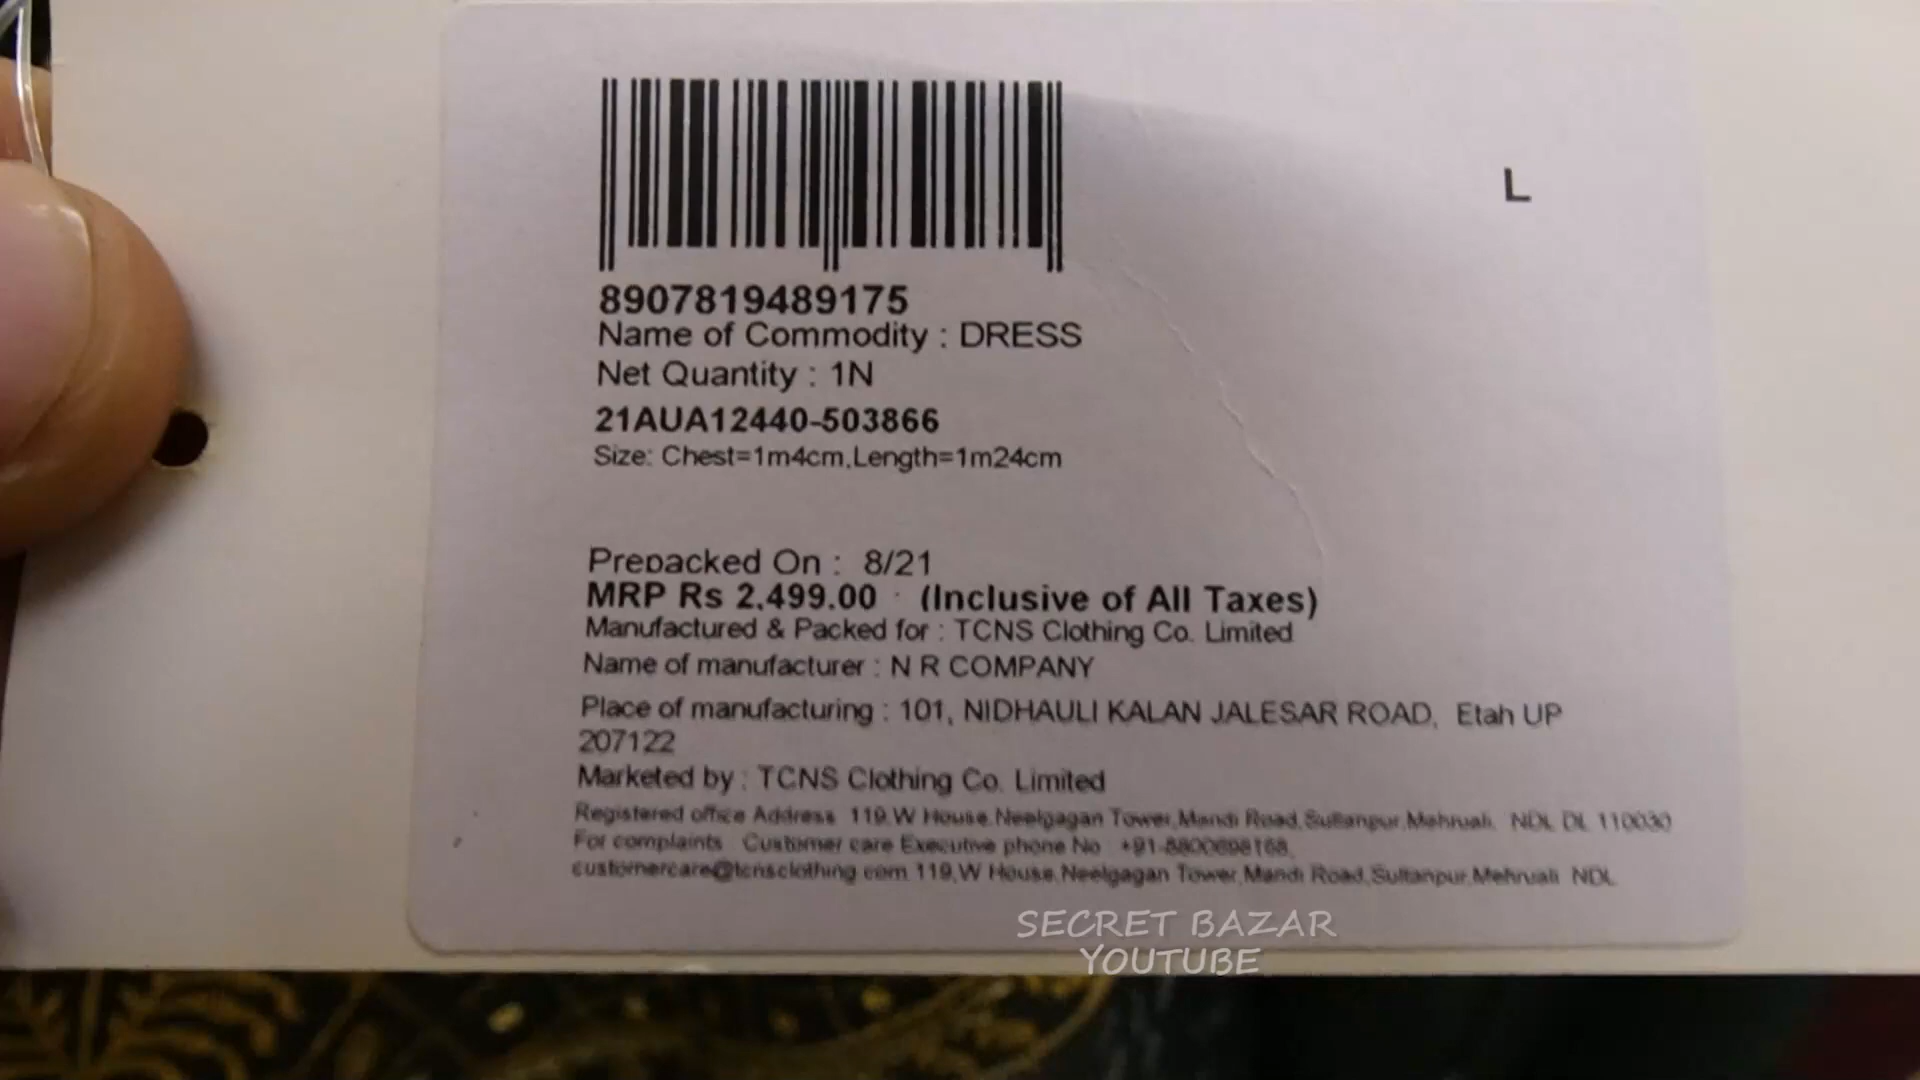 L
8907819489175
Name of Commodity : DRESS
Net Quantity : 1N
21AUA12440-503866
Size: Chest=1m4cm,Length=1m24cm
Prepacked On : 8/21
MRP Rs 2,499.00 (Inclusive of All Taxes)
Manufactured & Packed for : TCNS Clothing Co. Limited
Name of manufacturer : N R COMPANY
Place of manufacturing : 101, NIDHAULI KALAN JALESAR ROAD, Etah UP
207122
Marketed by : TCNS Clothing Co. Limited
Registered office Address 119,W House,Neelgagan Tower,Mandi Road,Sultanpur,Mehruali, NDL DL 110030
For complaints Customer care Executive phone No
customercare@tcnsclothing.com 119,W House,Neelgagan Tower,Mandi Road,Sultanpur,Mehruali NDL
SECRET BAZAR
YOUTUBE